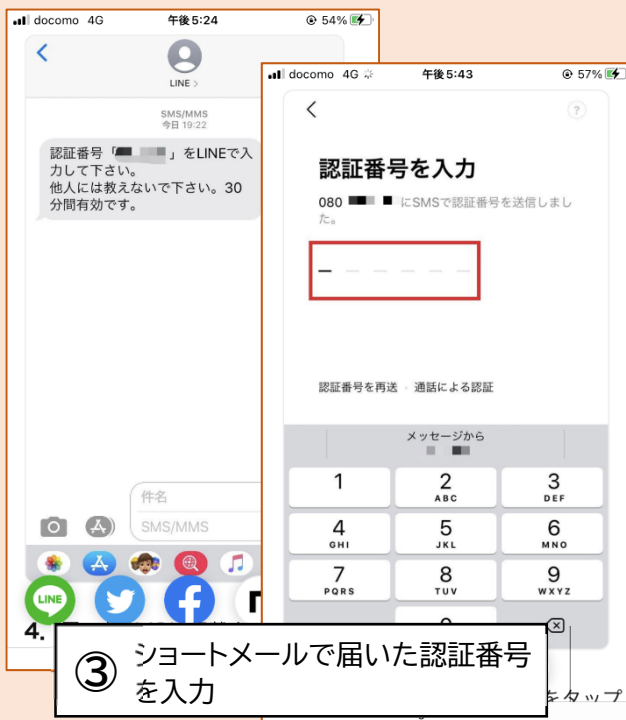 docomo 4G 午後5:24 54%
LINE >
SMS/MMS
今日 19:22
認証番号「 」をLINEで入
力して下さい。
他人には教えないで下さい。30
分間有効です。
件名
SMS/MMS
LINE
4.
docomo 4G 午後5:43 57%
?
認証番号を入力
080 にSMSで認証番号を送信しまし
た。
認証番号を再送 · 通話による認証
メッセージから
1
2 ABC
3 DEF
4 GHI
5 JKL
6 MNO
7 PQRS
8 TUV
9 WXYZ
をタップ
③ ショートメールで届いた認証番号
を入力